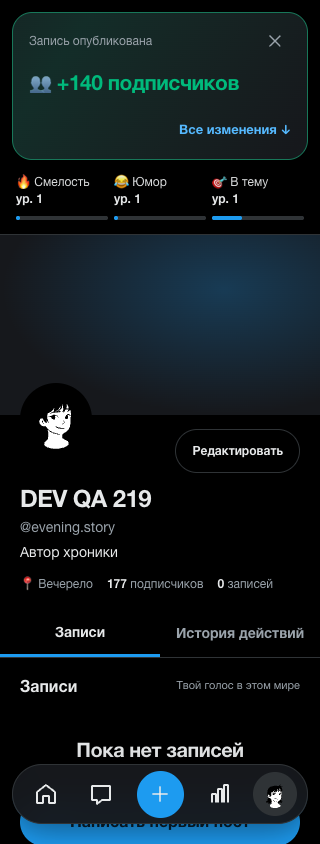 Запись опубликована
👥 +140 подписчиков
Все изменения ↓
🔥 Смелость
ур. 1
😂 Юмор
ур. 1
🎯 В тему
ур. 1
Редактировать
DEV QA 219
@evening.story
Автор хроники
📍 Вечерело 177 подписчиков 0 записей
Записи
История действий
Записи
Твой голос в этом мире
Пока нет записей